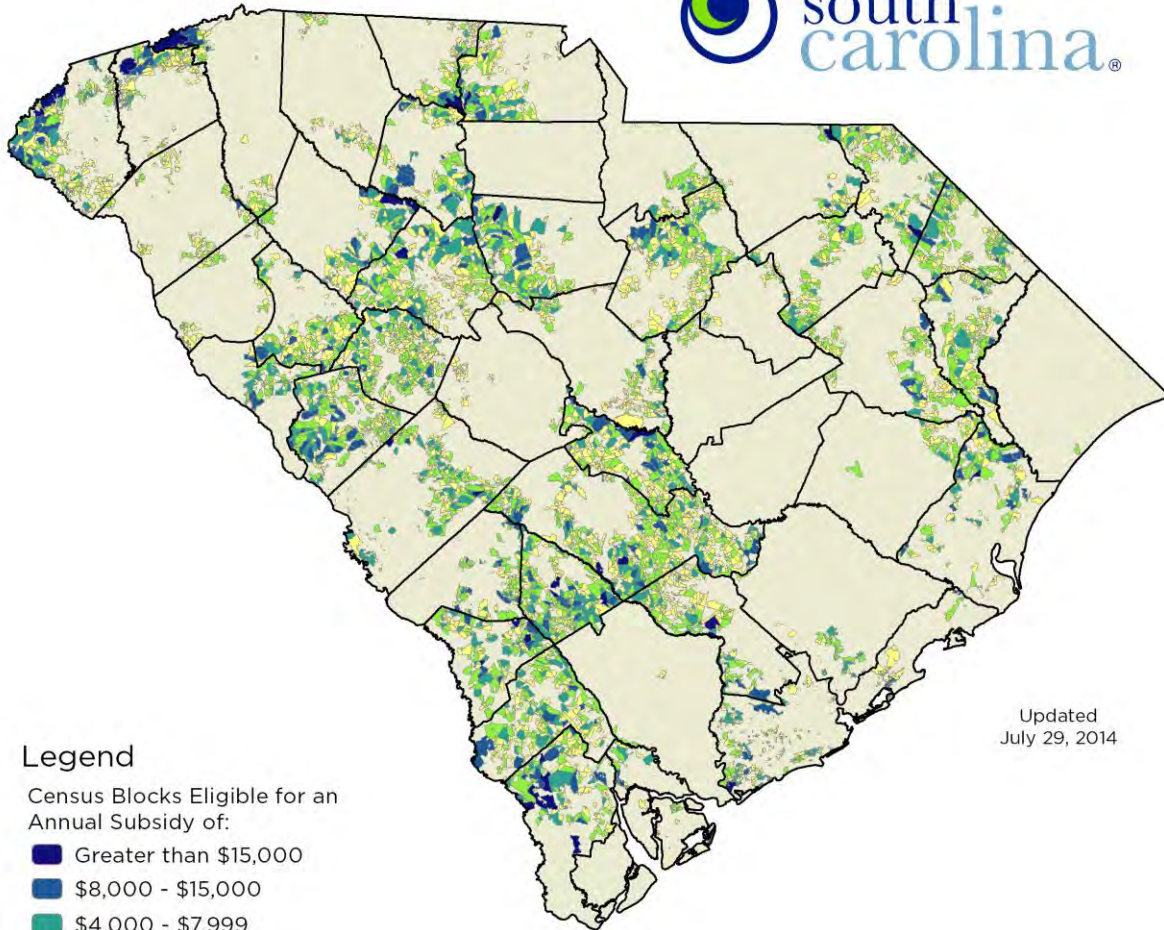 south
carolina®
Updated
July 29, 2014
Legend
Census Blocks Eligible for an
Annual Subsidy of:
Greater than $15,000
$8,000 - $15,000
$4,000 - $7,999